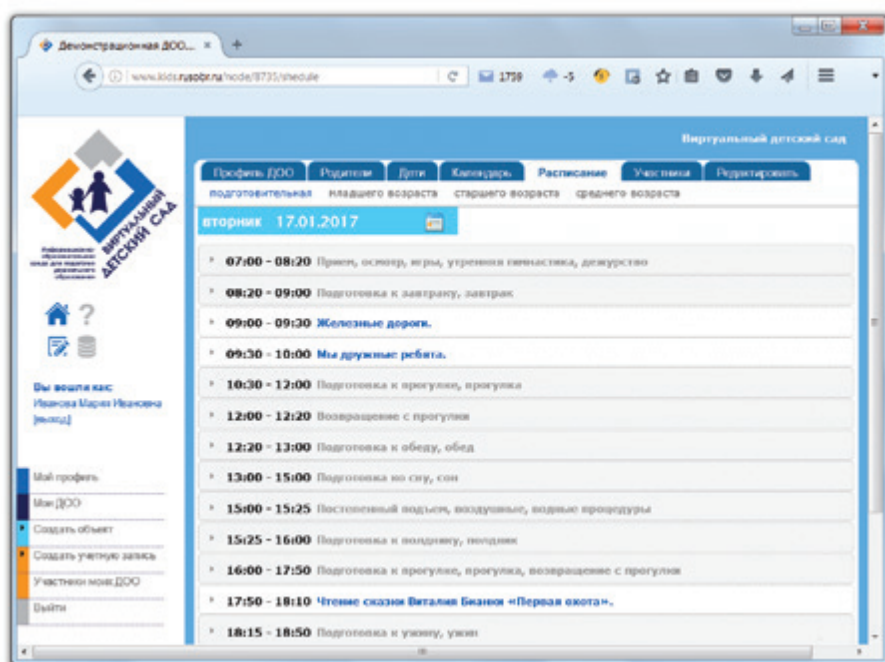 Демонстрационная ДОО...
www.kids.rusobr.ru/node/8735/shedule
1759
-5
Виртуальный детский сад
Профиль ДОО Родители Дети Календарь Расписание Участники Редактировать
подготовительная младшего возраста старшего возраста среднего возраста
вторник 17.01.2017
07:00 - 08:20 Прием, осмотр, игры, утренняя гимнастика, дежурство
08:20 - 09:00 Подготовка к завтраку, завтрак
09:00 - 09:30 Железные дороги.
09:30 - 10:00 Мы дружные ребята.
10:30 - 12:00 Подготовка к прогулке, прогулка
12:00 - 12:20 Возвращение с прогулки
12:20 - 13:00 Подготовка к обеду, обед
13:00 - 15:00 Подготовка ко сну, сон
15:00 - 15:25 Постепенный подъем, воздушные, водные процедуры
15:25 - 16:00 Подготовка к полднику, полдник
16:00 - 17:50 Подготовка к прогулке, прогулка, возвращение с прогулки
17:50 - 18:10 Чтение сказки Виталия Бианки «Первая охота».
18:15 - 18:50 Подготовка к ужину, ужин
ВИРТУАЛЬНЫЙ
ДЕТСКИЙ САД
Информационно-
образовательная
среда для педагогов
дошкольного
образования
?
Вы вошли как:
Иванова Мария Ивановна
[выход]
Мой профиль
Мои ДОО
Создать объект
Создать учетную запись
Участники моих ДОО
Выйти